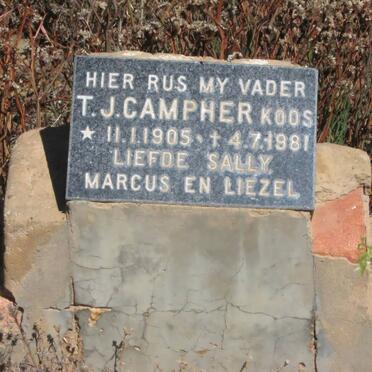 HIER RUS MY VADER
T.J.CAMPHER KOOS
★ 11.1.1905 · ✝ 4.7.1981
LIEFDE SALLY
MARCUS EN LIEZEL